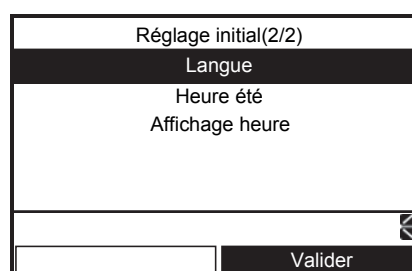 Réglage initial(2/2)
Langue
Heure été
Affichage heure
Valider